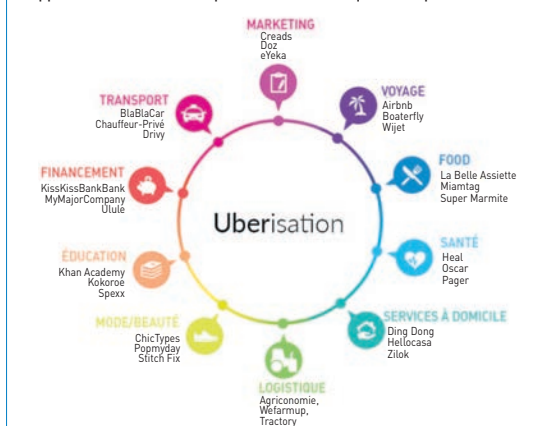 MARKETING
Creads
Doz
eYeka
VOYAGE
Airbnb
Boaterfly
Wijet
FOOD
La Belle Assiette
Miamtag
Super Marmite
SANTÉ
Heal
Oscar
Pager
SERVICES À DOMICILE
Ding Dong
Hellocasa
Zilok
LOGISTIQUE
Agriconomie,
Wefarmup,
Tractory
MODE/BEAUTÉ
ChicTypes
Popmyday
Stitch Fix
ÉDUCATION
Khan Academy
Kokoroe
Spexx
FINANCEMENT
KissKissBankBank
MyMajorCompany
Ulule
TRANSPORT
BlaBlaCar
Chauffeur-Privé
Drivy
Uberisation